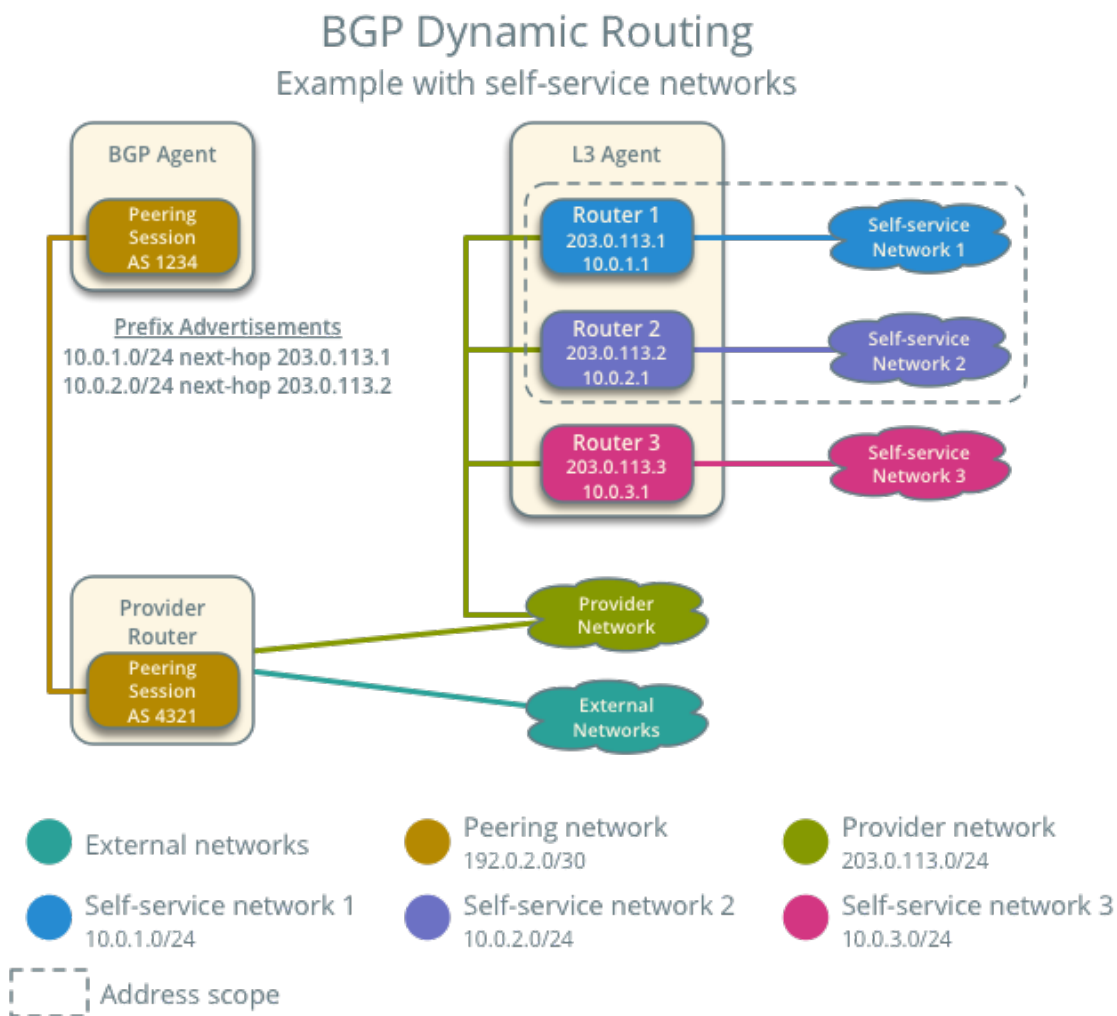 BGP Dynamic Routing
Example with self-service networks
BGP Agent
Peering
Session
AS 1234
Prefix Advertisements
10.0.1.0/24 next-hop 203.0.113.1
10.0.2.0/24 next-hop 203.0.113.2
L3 Agent
Router 1
203.0.113.1
10.0.1.1
Self-service
Network 1
Router 2
203.0.113.2
10.0.2.1
Self-service
Network 2
Router 3
203.0.113.3
10.0.3.1
Self-service
Network 3
Provider
Router
Peering
Session
AS 4321
Provider
Network
External
Networks
External networks
Peering network
192.0.2.0/30
Provider network
203.0.113.0/24
Self-service network 1
10.0.1.0/24
Self-service network 2
10.0.2.0/24
Self-service network 3
10.0.3.0/24
Address scope